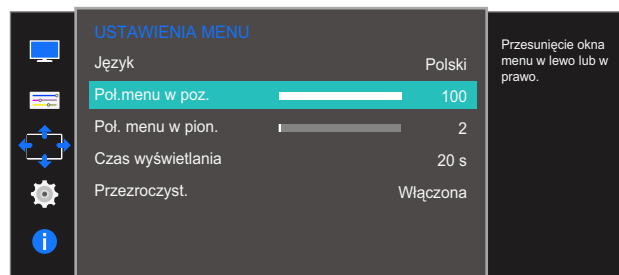 USTAWIENIA MENU
Język Polski
Poł.menu w poz. 100
Poł. menu w pion. 2
Czas wyświetlania 20 s
Przezroczyst. Włączona
Przesunięcie okna
menu w lewo lub w
prawo.